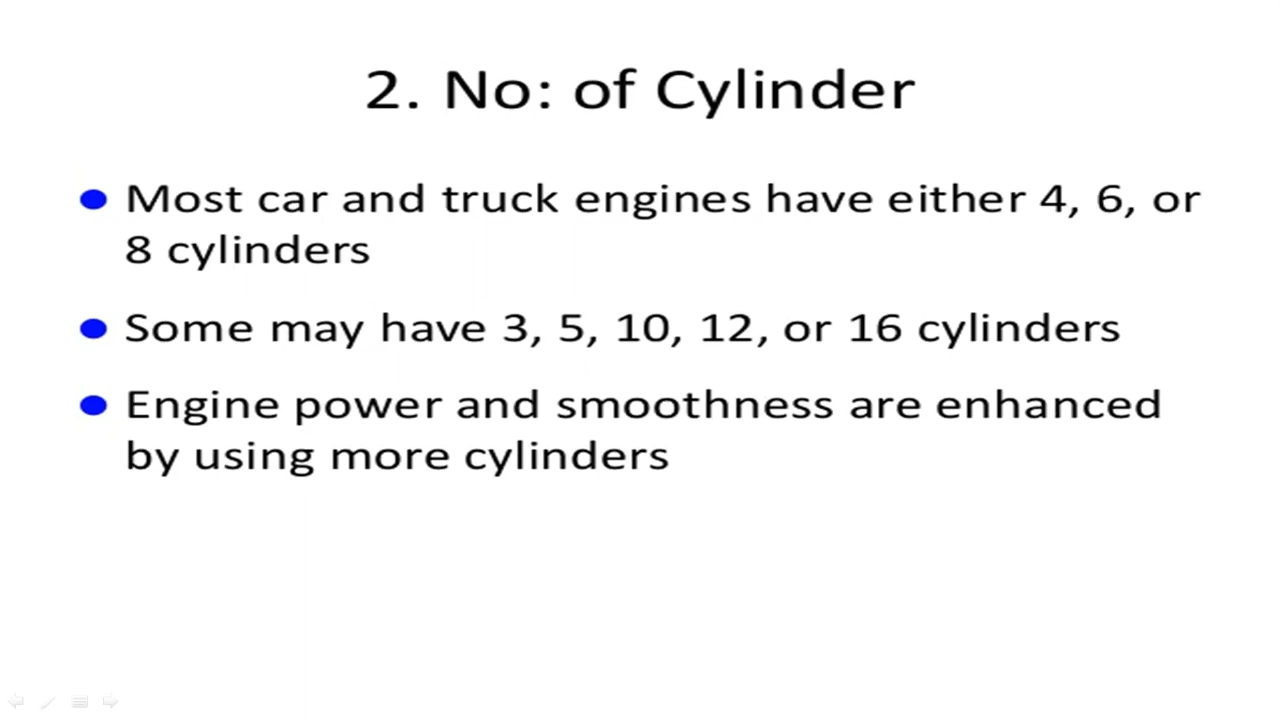 2. No: of Cylinder
Most car and truck engines have either 4, 6, or
8 cylinders
Some may have 3, 5, 10, 12, or 16 cylinders
Engine power and smoothness are enhanced
by using more cylinders